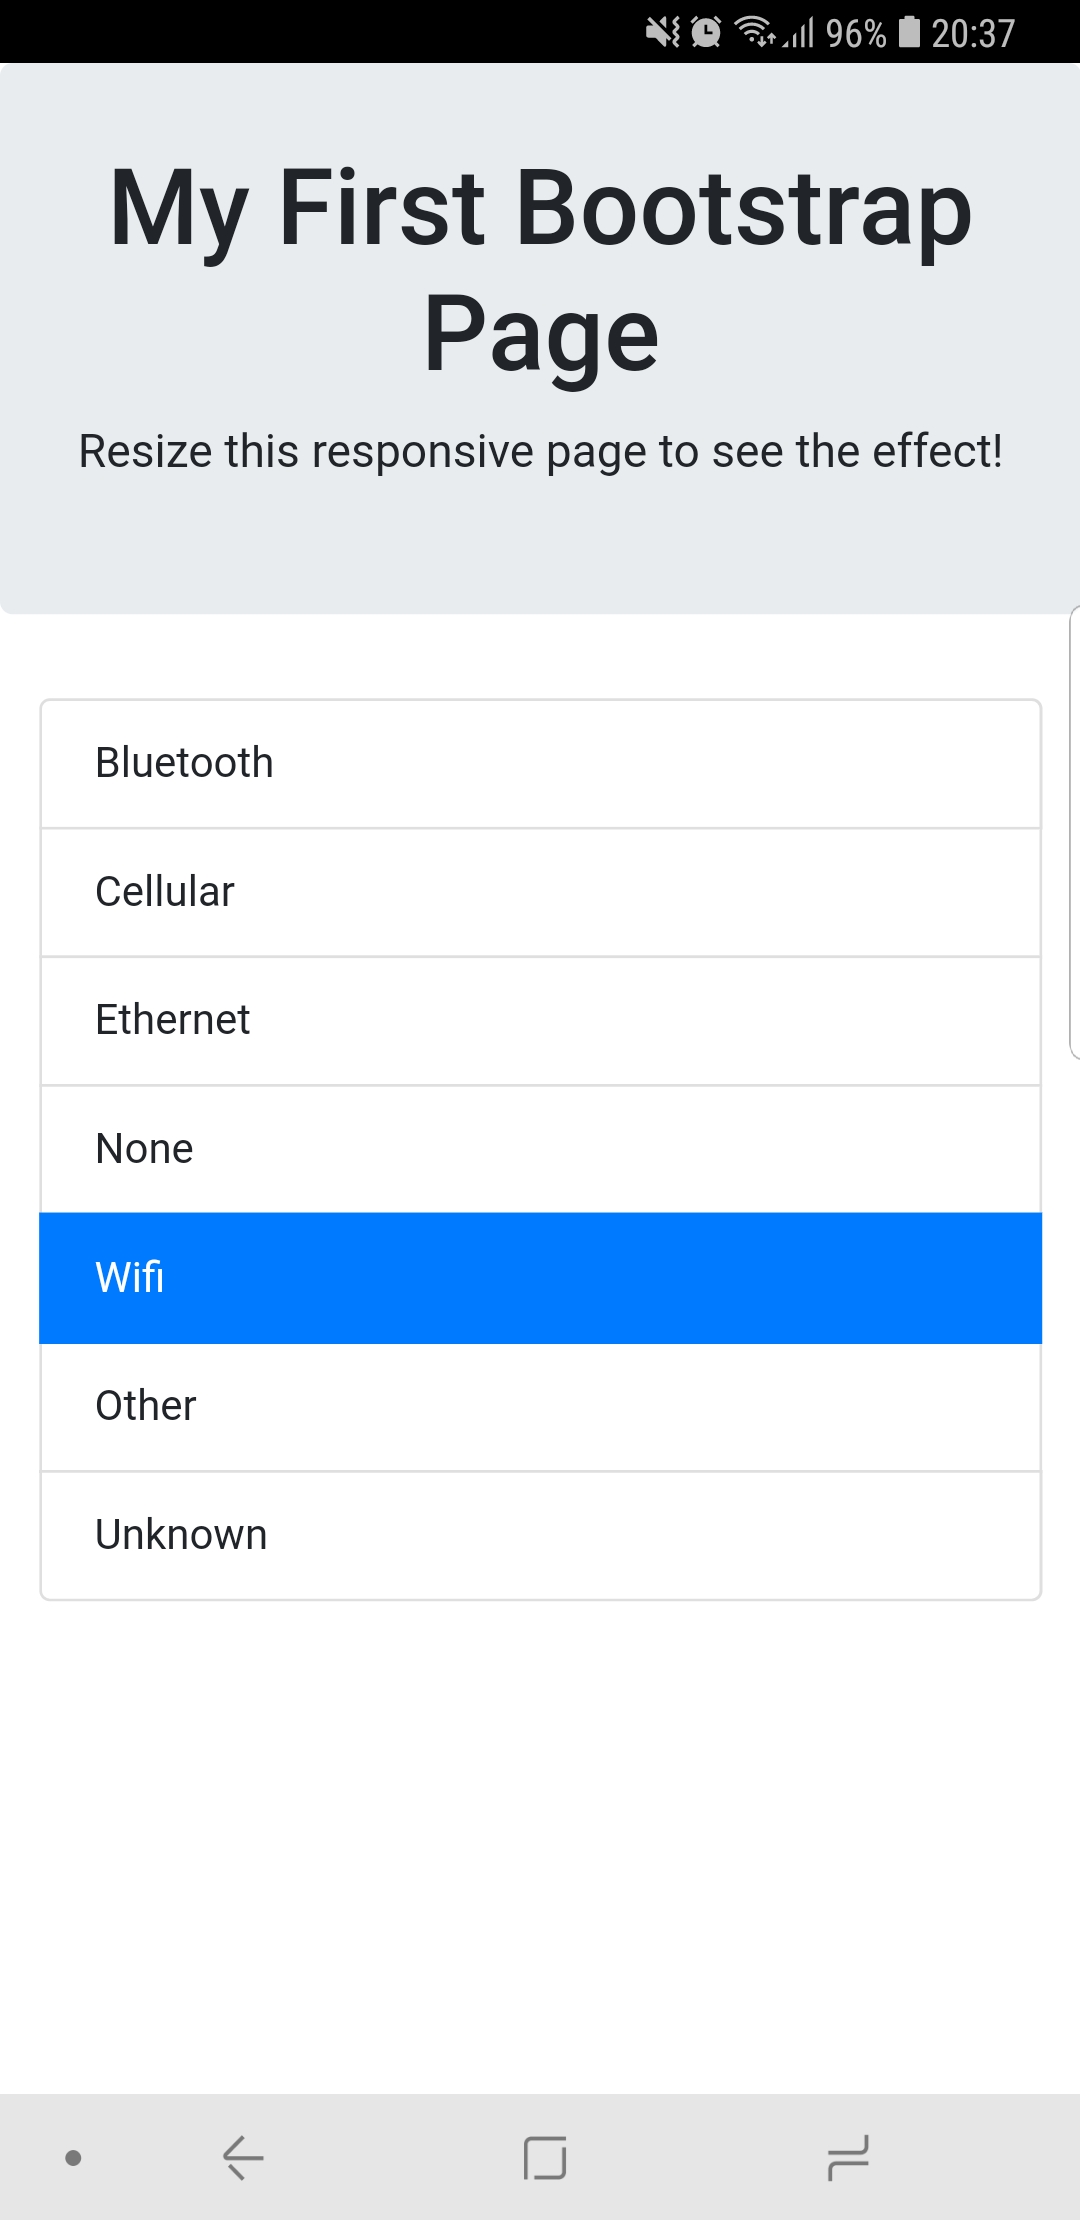 96% 20:37
My First Bootstrap
Page
Resize this responsive page to see the effect!
Bluetooth
Cellular
Ethernet
None
Wifi
Other
Unknown